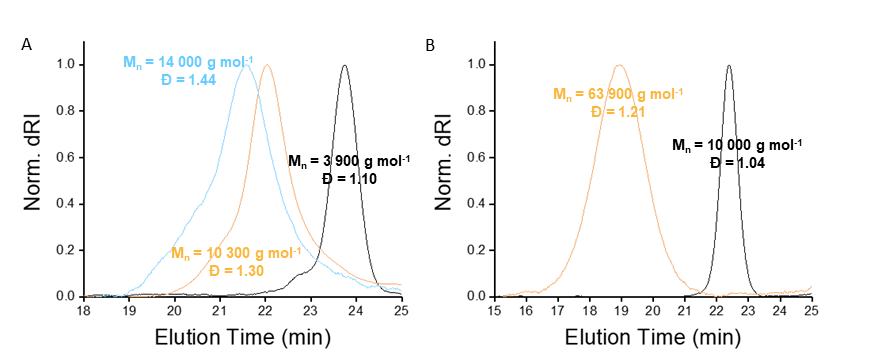 A
Mₙ = 14 000 g mol⁻¹
Đ = 1.44
Mₙ = 3 900 g mol⁻¹
Đ = 1.10
Mₙ = 10 300 g mol⁻¹
Đ = 1.30
Norm. dRI
1.0
0.8
0.6
0.4
0.2
0.0
18 19 20 21 22 23 24 25
Elution Time (min)
B
Mₙ = 63 900 g mol⁻¹
Đ = 1.21
Mₙ = 10 000 g mol⁻¹
Đ = 1.04
Norm. dRI
1.0
0.8
0.6
0.4
0.2
0.0
15 16 17 18 19 20 21 22 23 24 25
Elution Time (min)